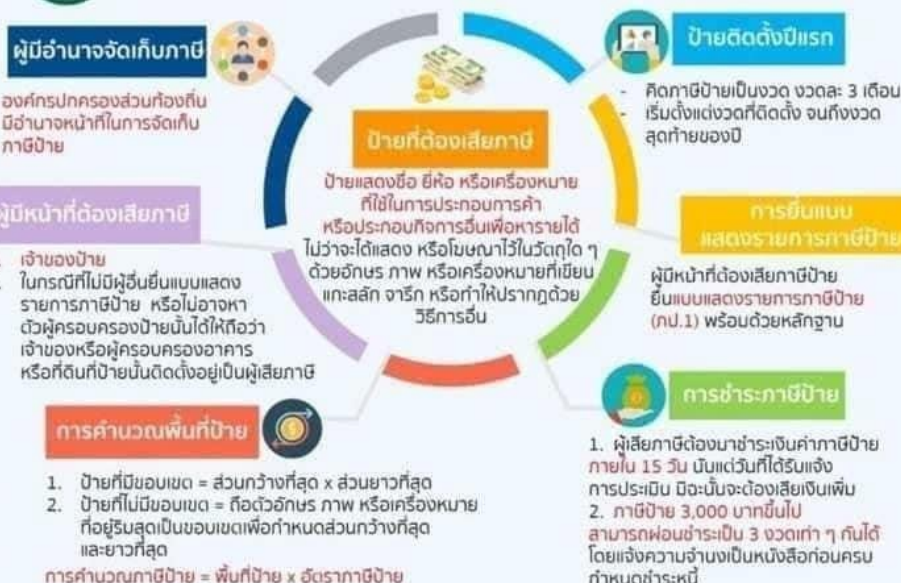 ผู้มีอำนาจจัดเก็บภาษี
องค์กรปกครองส่วนท้องถิ่น
มีอำนาจหน้าที่ในการจัดเก็บ
ภาษีป้าย
ผู้มีหน้าที่ต้องเสียภาษี
เจ้าของป้าย
ในกรณีที่ไม่มีผู้อื่นยื่นแบบแสดง
รายการภาษีป้าย หรือไม่อาจหา
ตัวผู้ครอบครองป้ายนั้นได้ให้ถือว่า
เจ้าของหรือผู้ครอบครองอาคาร
หรือที่ดินที่ป้ายนั้นติดตั้งอยู่เป็นผู้เสียภาษี
ป้ายที่ต้องเสียภาษี
ป้ายแสดงชื่อ ยี่ห้อ หรือเครื่องหมาย
ที่ใช้ในการประกอบการค้า
หรือประกอบกิจการอื่นเพื่อหารายได้
ไม่ว่าจะได้แสดง หรือโฆษณาไว้ในวัตถุใด ๆ
ด้วยอักษร ภาพ หรือเครื่องหมายที่เขียน
แกะสลัก จารึก หรือทำให้ปรากฏด้วย
วิธีการอื่น
ป้ายติดตั้งปีแรก
- คิดภาษีป้ายเป็นงวด งวดละ 3 เดือน
- เริ่มตั้งแต่งวดที่ติดตั้ง จนถึงงวด
สุดท้ายของปี
การยื่นแบบ
แสดงรายการภาษีป้าย
ผู้มีหน้าที่ต้องเสียภาษีป้าย
ยื่นแบบแสดงรายการภาษีป้าย
(ภป.1) พร้อมด้วยหลักฐาน
การคำนวณพื้นที่ป้าย
1. ป้ายที่มีขอบเขต = ส่วนกว้างที่สุด x ส่วนยาวที่สุด
2. ป้ายที่ไม่มีขอบเขต = ถือตัวอักษร ภาพ หรือเครื่องหมาย
ที่อยู่ริมสุดเป็นขอบเขตเพื่อกำหนดส่วนกว้างที่สุด
และยาวที่สุด
การคำนวณภาษีป้าย = พื้นที่ป้าย x อัตราภาษีป้าย
การชำระภาษีป้าย
1. ผู้เสียภาษีต้องมาชำระเงินค่าภาษีป้าย
ภายใน 15 วัน นับแต่วันที่ได้รับแจ้ง
การประเมิน มิฉะนั้นจะต้องเสียเงินเพิ่ม
2. ภาษีป้าย 3,000 บาทขึ้นไป
สามารถผ่อนชำระเป็น 3 งวดเท่า ๆ กันได้
โดยแจ้งความจำนงเป็นหนังสือก่อนครบ
กำหนดชำระหนี้